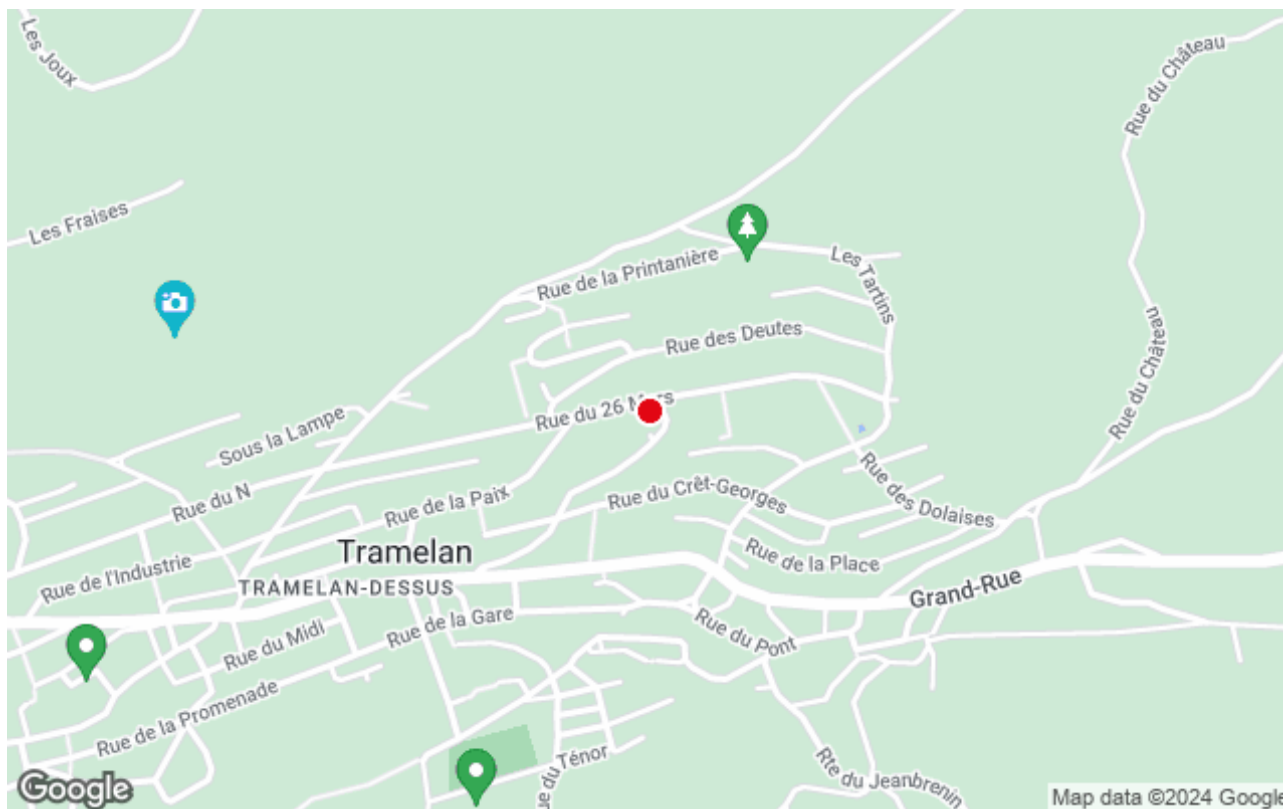 Les Joux
Rue du Château
Les Fraises
Rue de la Printanière
Les Tartins
Rue des Deutes
Rue du Château
Rue du 26
Sous la Lampe
Rue du N
Rue de la Paix
Rue du Crêt-Georges
Rue des Dolaises
Tramelan
Rue de l'Industrie
TRAMELAN-DESSUS
Rue de la Place
Grand-Rue
Rue de la Gare
Rue du Midi
Rue du Pont
Rue de la Promenade
ue du Ténor
Rte du Jeanbrenin
Google
Map data ©2024 Google